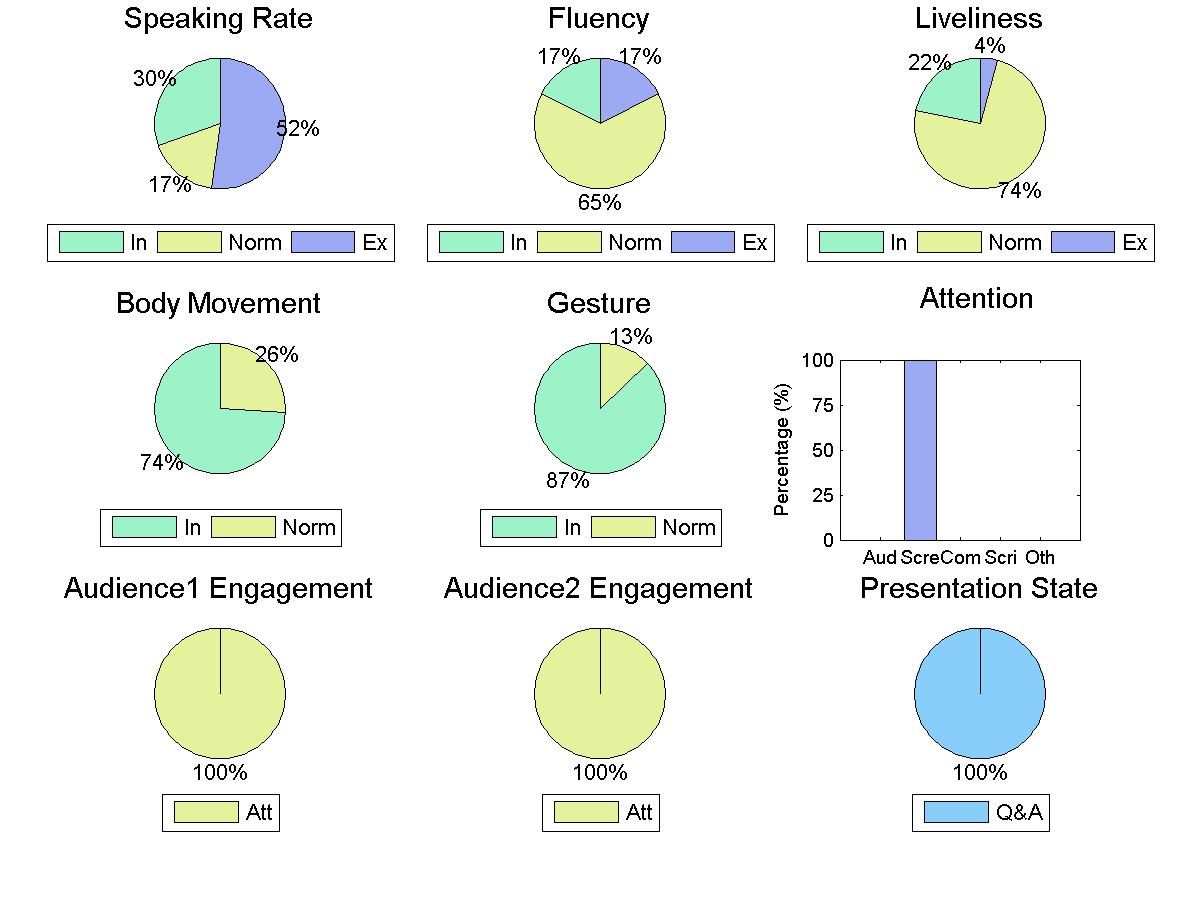 Speaking Rate
30%
52%
17%
In Norm Ex
Fluency
17%
17%
65%
In Norm Ex
Liveliness
4%
22%
74%
In Norm Ex
Body Movement
26%
74%
In Norm
Gesture
13%
87%
In Norm
Attention
Percentage (%)
100
75
50
25
0
Aud Scre Com Scri Oth
Audience1 Engagement
100%
Att
Audience2 Engagement
100%
Att
Presentation State
100%
Q&A